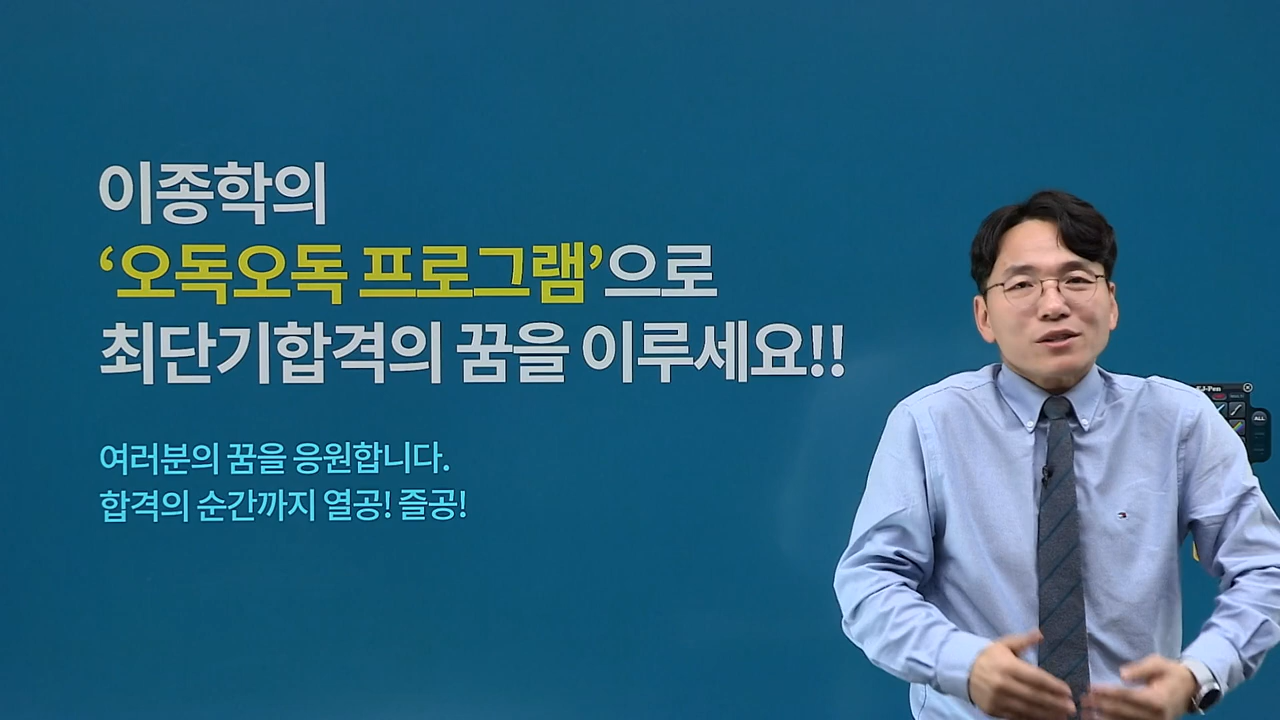 이종학의
‘오독오독 프로그램’으로
최단기합격의 꿈을 이루세요!!
여러분의 꿈을 응원합니다.
합격의 순간까지 열공! 즐공!
ALL